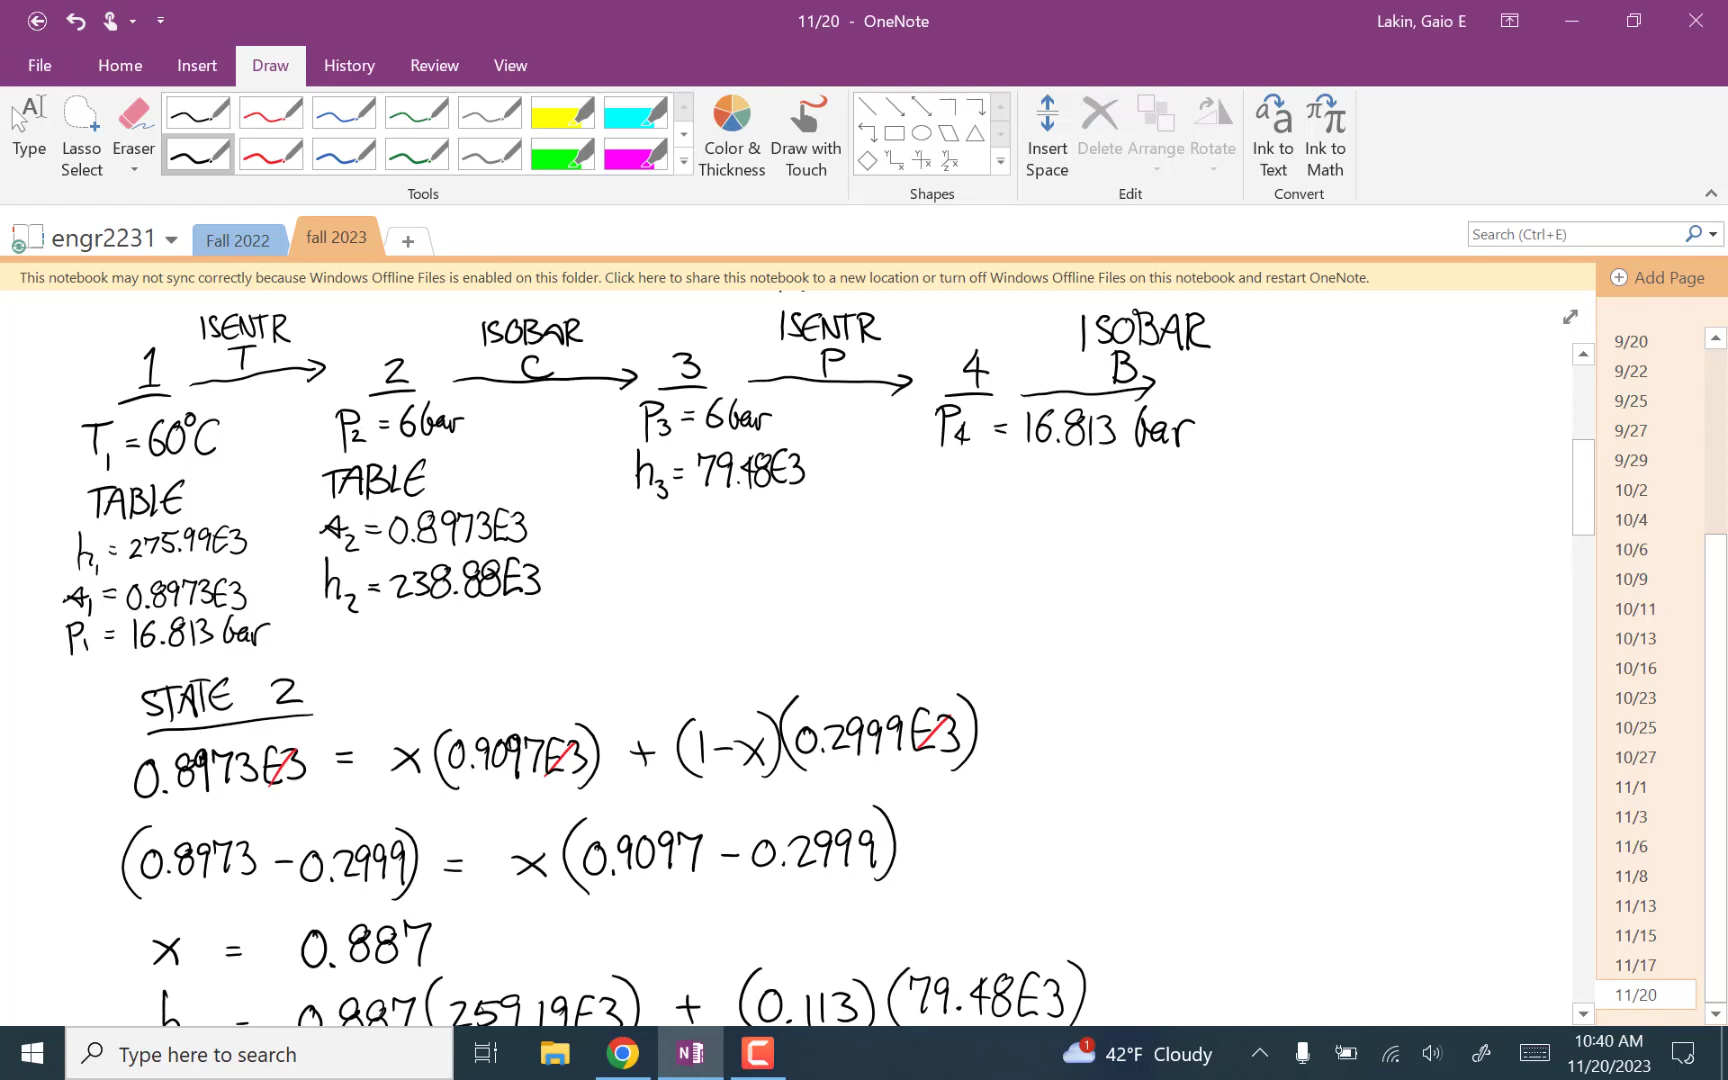 11/20 - OneNote
Lakin, Gaio E
File Home Insert Draw History Review View
Type
Lasso Select
Eraser
Color & Thickness
Draw with Touch
Insert Space
Delete
Arrange
Rotate
Ink to Text
Ink to Math
Tools
Shapes
Edit
Convert
engr2231
Fall 2022
fall 2023
Search (Ctrl+E)
This notebook may not sync correctly because Windows Offline Files is enabled on this folder. Click here to share this notebook to a new location or turn off Windows Offline Files on this notebook and restart OneNote.
Add Page
ISENTR ISOBAR ISENTR ISOBAR
1 T 2 C 3 P 4 B
T₁ = 60°C
TABLE
h₁ = 275.99E3
s₁ = 0.8973E3
P₁ = 16.813 bar
P₂ = 6 bar
TABLE
s₂ = 0.8973E3
h₂ = 238.88E3
P₃ = 6 bar
h₃ = 79.48E3
P₄ = 16.813 bar
STATE 2
0.8973E3 = x(0.9097E3) + (1-x)(0.2999E3)
(0.8973 - 0.2999) = x(0.9097 - 0.2999)
x = 0.887
h = 0.887(259.19E3) + (0.113)(79.48E3)
9/20
9/22
9/25
9/27
9/29
10/2
10/4
10/6
10/9
10/11
10/13
10/16
10/23
10/25
10/27
11/1
11/3
11/6
11/8
11/13
11/15
11/17
11/20
Type here to search
1
42°F Cloudy
10:40 AM
11/20/2023